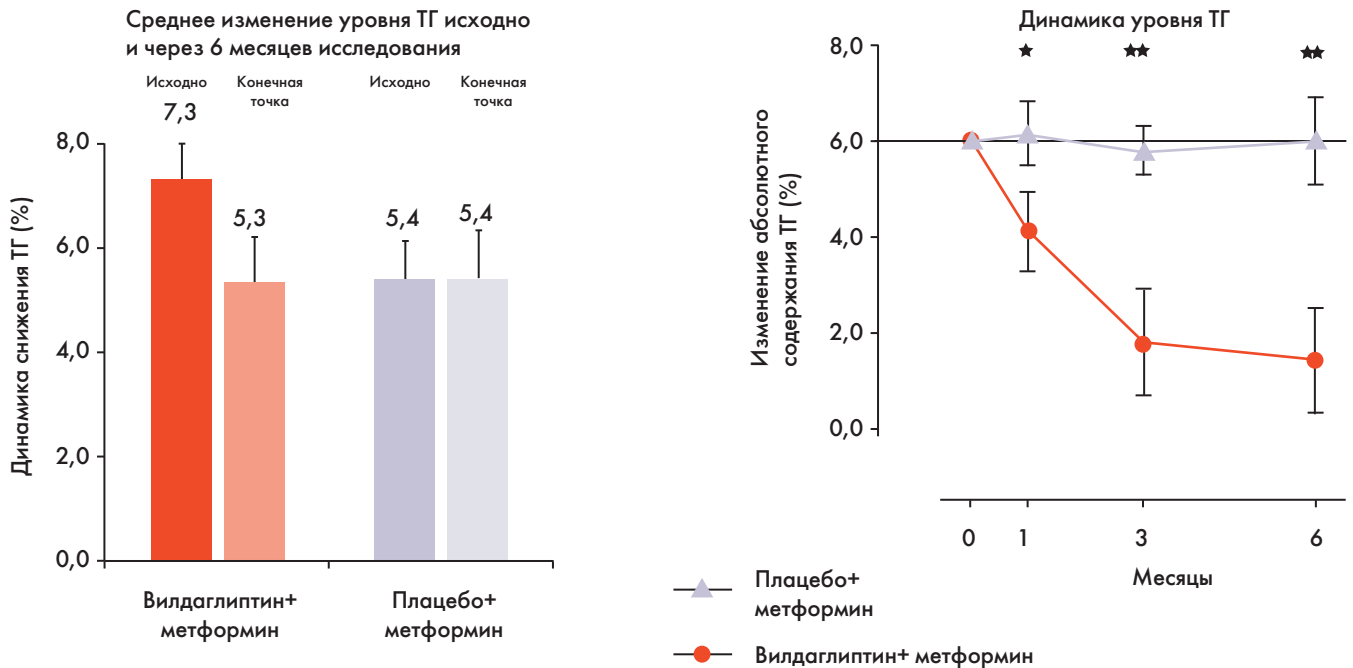 Среднее изменение уровня ТГ исходно
и через 6 месяцев исследования
Исходно
Конечная
точка
Исходно
Конечная
точка
7,3
5,3
5,4
5,4
Динамика снижения ТГ (%)
8,0
6,0
4,0
2,0
0,0
Вилдаглиптин+
метформин
Плацебо+
метформин
Динамика уровня ТГ
Изменение абсолютного
содержания ТГ (%)
8,0
6,0
4,0
2,0
0,0
0
1
3
6
Месяцы
Плацебо+
метформин
Вилдаглиптин+ метформин